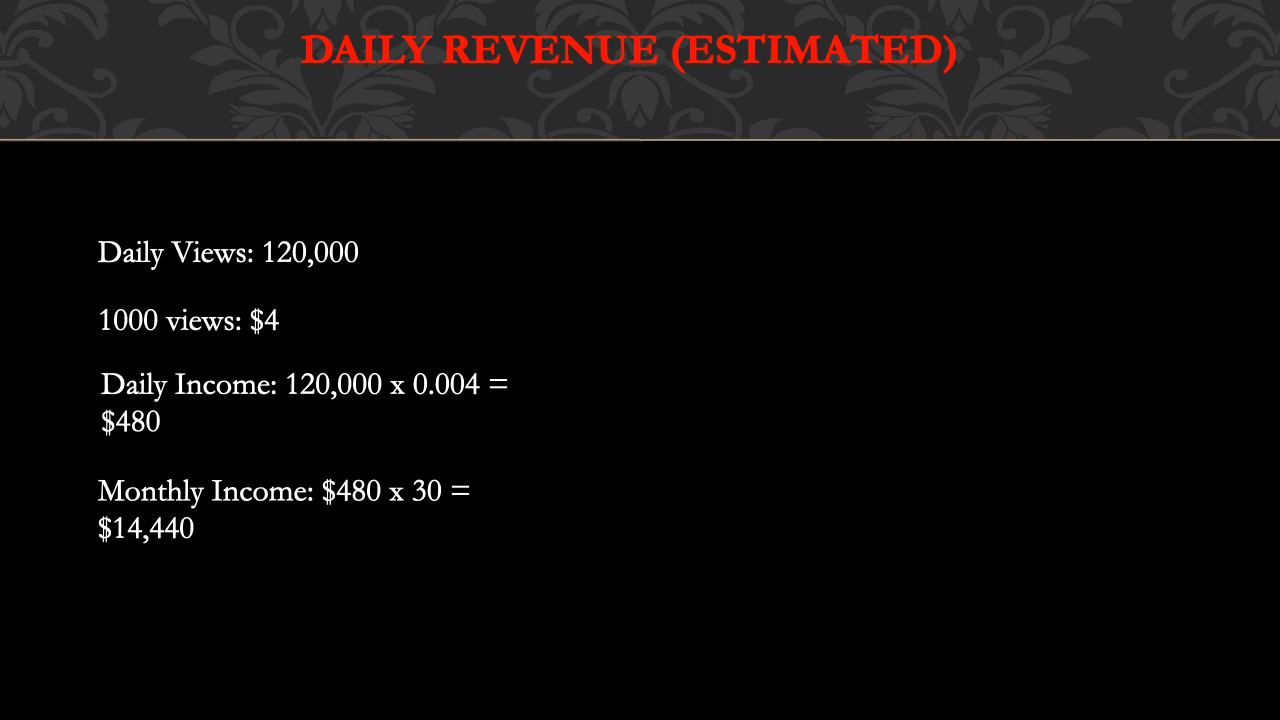 DAILY REVENUE (ESTIMATED)
Daily Views: 120,000
1000 views: $4
Daily Income: 120,000 x 0.004 =
$480
Monthly Income: $480 x 30 =
$14,440